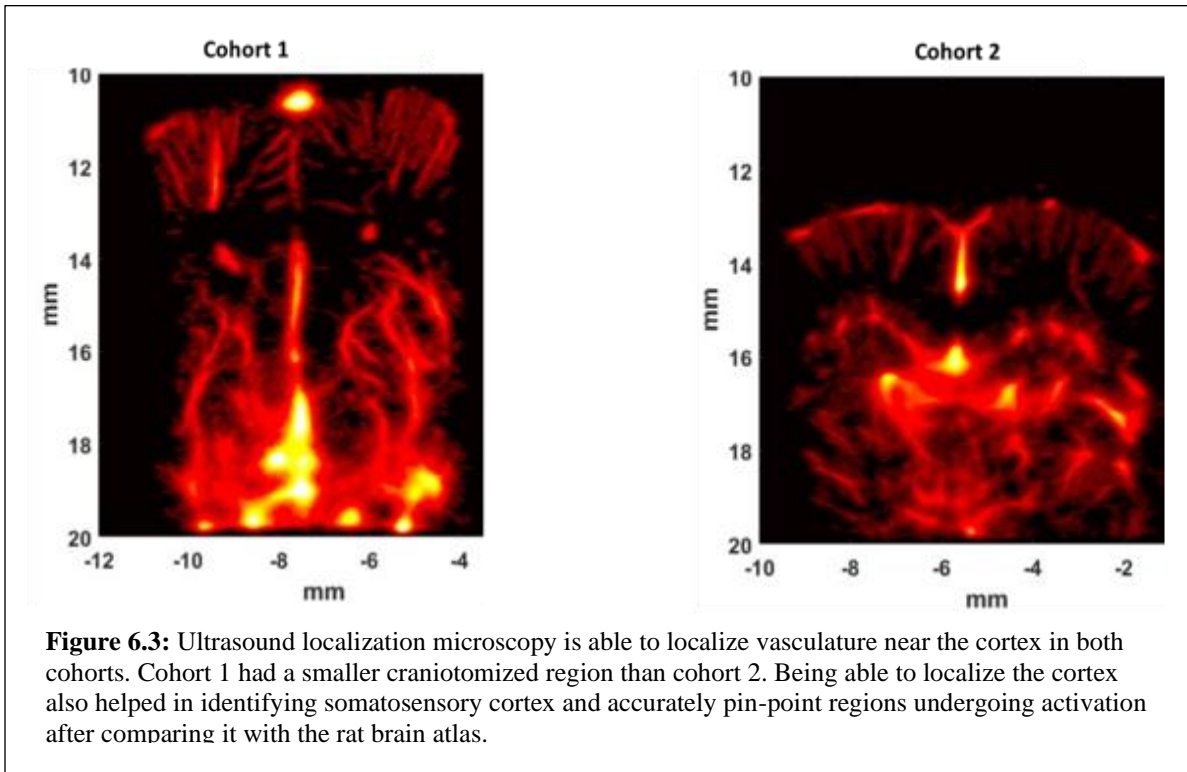 Cohort 1
Cohort 2
10
12
14
16
18
20
mm
-12
-10
-8
-6
-4
mm
10
12
14
16
18
20
mm
-10
-8
-6
-4
-2
mm
Figure 6.3: Ultrasound localization microscopy is able to localize vasculature near the cortex in both
cohorts. Cohort 1 had a smaller craniotomized region than cohort 2. Being able to localize the cortex
also helped in identifying somatosensory cortex and accurately pin-point regions undergoing activation
after comparing it with the rat brain atlas.